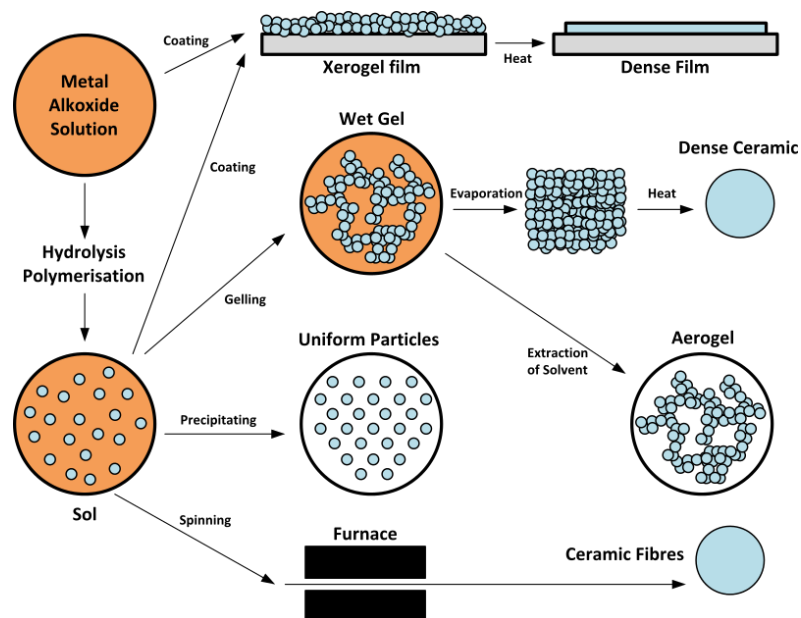 Coating
Xerogel film
Heat
Dense Film
Metal
Alkoxide
Solution
Wet Gel
Coating
Dense Ceramic
Evaporation
Heat
Hydrolysis
Polymerisation
Gelling
Uniform Particles
Aerogel
Extraction
of Solvent
Precipitating
Sol
Spinning
Furnace
Ceramic Fibres